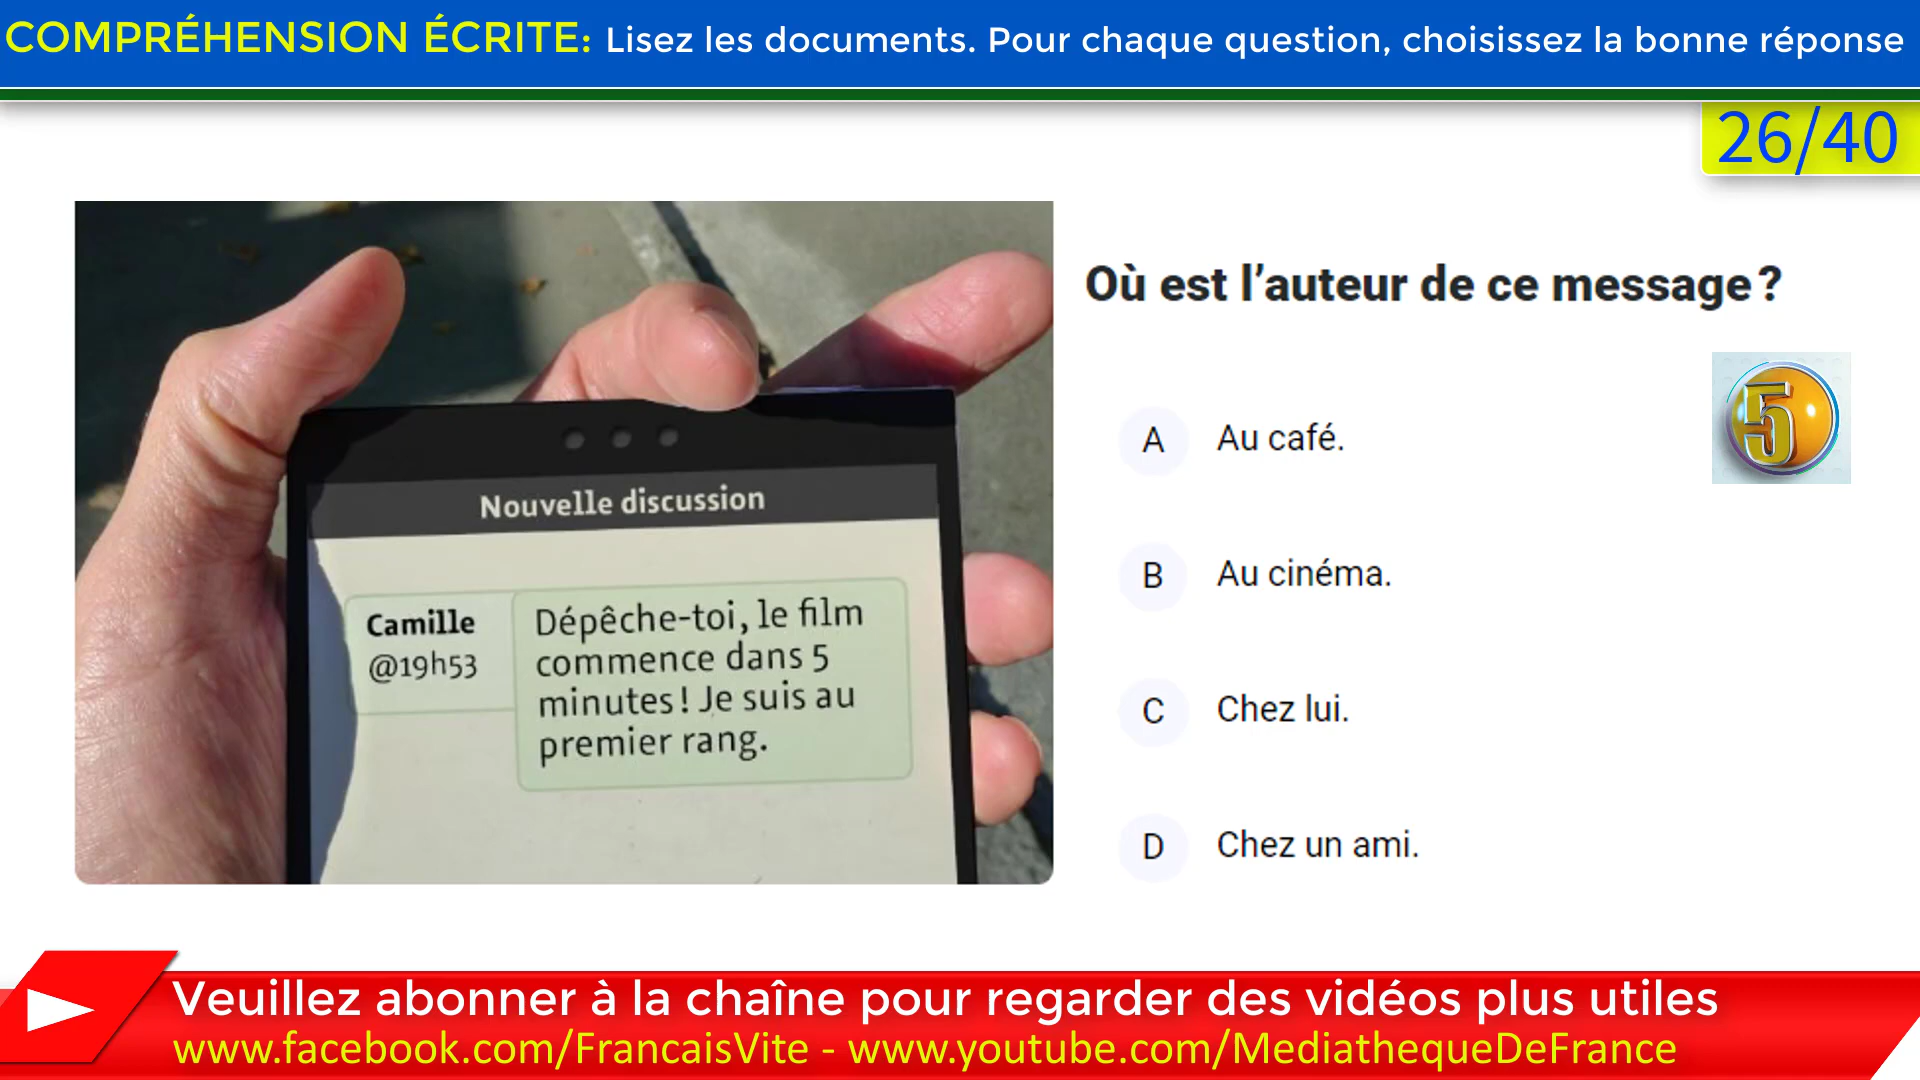 COMPRÉHENSION ÉCRITE: Lisez les documents. Pour chaque question, choisissez la bonne réponse
26/40
Nouvelle discussion
Camille
@19h53
Dépêche-toi, le film
commence dans 5
minutes ! Je suis au
premier rang.
Où est l'auteur de ce message ?
5
A Au café.
B Au cinéma.
C Chez lui.
D Chez un ami.
Veuillez abonner à la chaîne pour regarder des vidéos plus utiles
www.facebook.com/FrancaisVite - www.youtube.com/MediathequeDeFrance